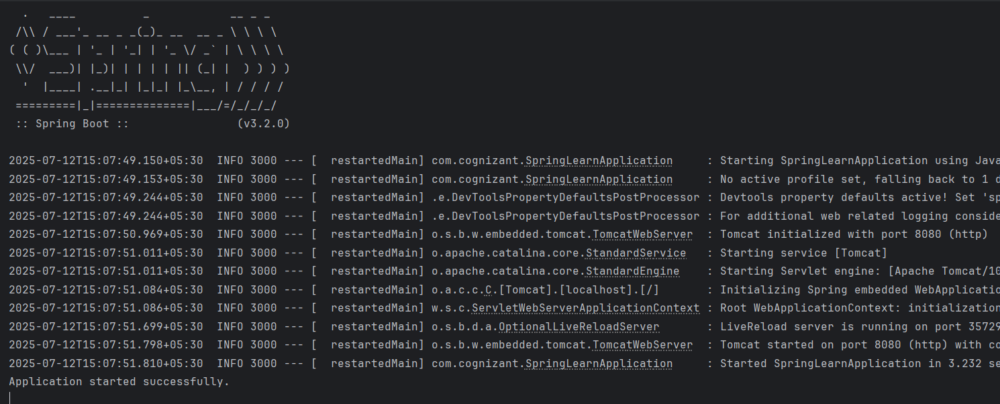 .   ____          _            __ _ _
 /\\ / ___'_ __ _ _(_)_ __  __ _ \ \ \ \
( ( )\___ | '_ | '_| | '_ \/ _` | \ \ \ \
 \\/  ___)| |_)| | | | | || (_| |  ) ) ) )
  '  |____| .__|_| |_|_| |_\__, | / / / /
 =========|_|==============|___/=/_/_/_/
 :: Spring Boot ::                (v3.2.0)
2025-07-12T15:07:49.150+05:30  INFO 3000 --- [  restartedMain] com.cognizant.SpringLearnApplication     : Starting SpringLearnApplication using Java
2025-07-12T15:07:49.153+05:30  INFO 3000 --- [  restartedMain] com.cognizant.SpringLearnApplication     : No active profile set, falling back to 1 d
2025-07-12T15:07:49.244+05:30  INFO 3000 --- [  restartedMain] .e.DevToolsPropertyDefaultsPostProcessor : Devtools property defaults active! Set 'sp
2025-07-12T15:07:49.244+05:30  INFO 3000 --- [  restartedMain] .e.DevToolsPropertyDefaultsPostProcessor : For additional web related logging conside
2025-07-12T15:07:50.969+05:30  INFO 3000 --- [  restartedMain] o.s.b.w.embedded.tomcat.TomcatWebServer  : Tomcat initialized with port 8080 (http)
2025-07-12T15:07:51.011+05:30  INFO 3000 --- [  restartedMain] o.apache.catalina.core.StandardService   : Starting service [Tomcat]
2025-07-12T15:07:51.011+05:30  INFO 3000 --- [  restartedMain] o.apache.catalina.core.StandardEngine    : Starting Servlet engine: [Apache Tomcat/10
2025-07-12T15:07:51.084+05:30  INFO 3000 --- [  restartedMain] o.a.c.c.C.[Tomcat].[localhost].[/]       : Initializing Spring embedded WebApplicatio
2025-07-12T15:07:51.086+05:30  INFO 3000 --- [  restartedMain] w.s.c.ServletWebServerApplicationContext : Root WebApplicationContext: initialization
2025-07-12T15:07:51.699+05:30  INFO 3000 --- [  restartedMain] o.s.b.d.a.OptionalLiveReloadServer       : LiveReload server is running on port 35729
2025-07-12T15:07:51.798+05:30  INFO 3000 --- [  restartedMain] o.s.b.w.embedded.tomcat.TomcatWebServer  : Tomcat started on port 8080 (http) with co
2025-07-12T15:07:51.810+05:30  INFO 3000 --- [  restartedMain] com.cognizant.SpringLearnApplication     : Started SpringLearnApplication in 3.232 se
Application started successfully.